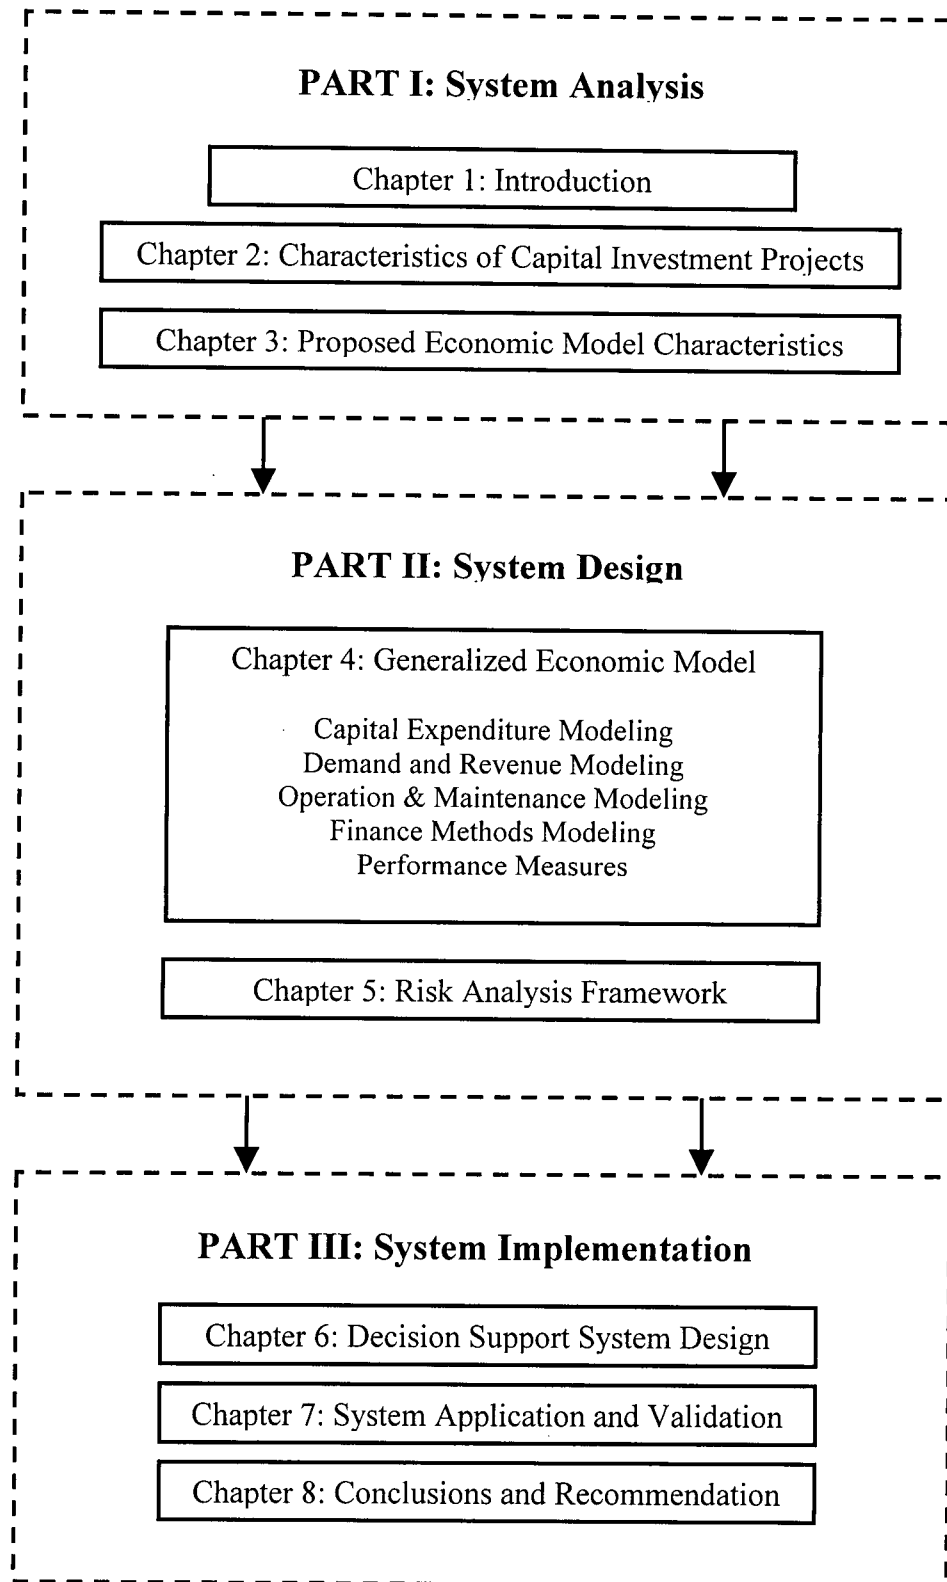 PART I: System Analysis
Chapter 1: Introduction
Chapter 2: Characteristics of Capital Investment Projects
Chapter 3: Proposed Economic Model Characteristics
PART II: System Design
Chapter 4: Generalized Economic Model
Capital Expenditure Modeling
Demand and Revenue Modeling
Operation & Maintenance Modeling
Finance Methods Modeling
Performance Measures
Chapter 5: Risk Analysis Framework
PART III: System Implementation
Chapter 6: Decision Support System Design
Chapter 7: System Application and Validation
Chapter 8: Conclusions and Recommendation